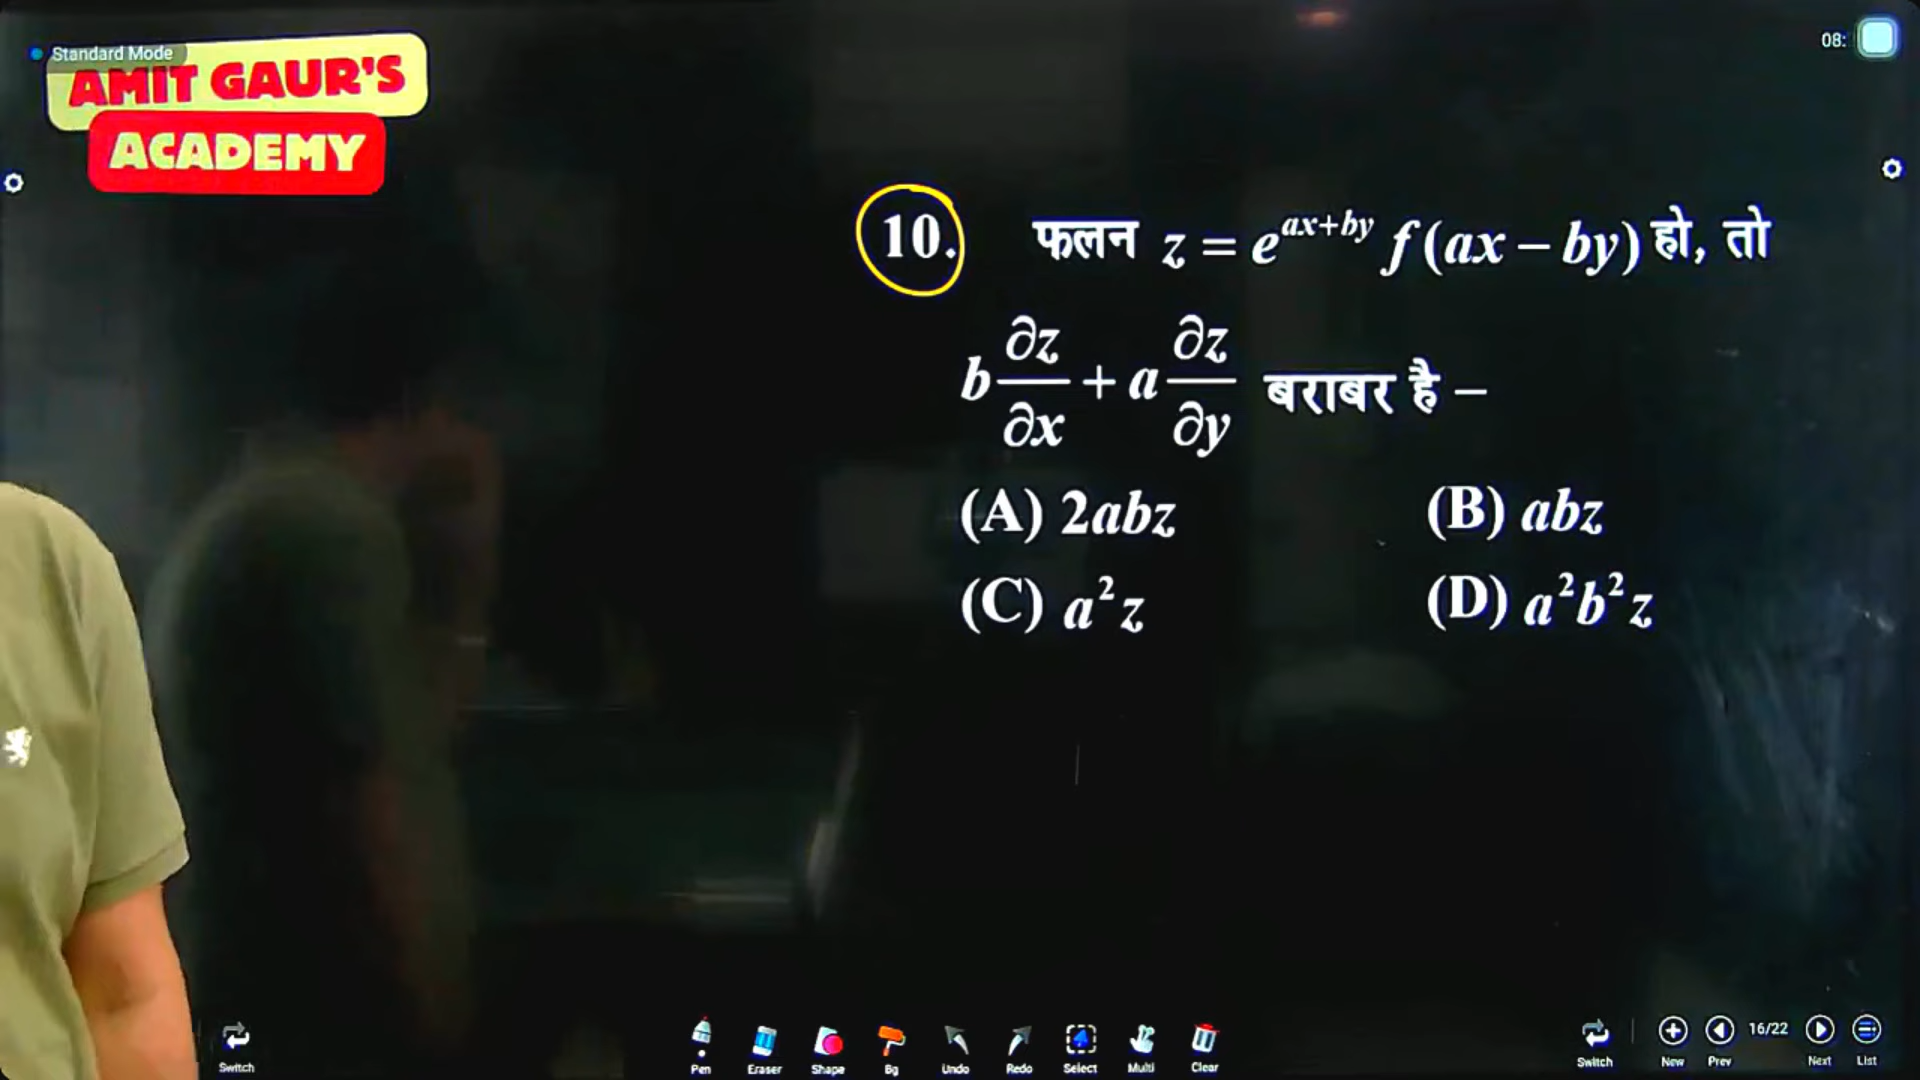 Standard Mode
AMIT GAUR'S
ACADEMY
08:
10. फलन z = e^{ax+by} f(ax – by) हो, तो
b ∂z/∂x + a ∂z/∂y बराबर है –
(A) 2abz (B) abz
(C) a²z (D) a²b²z
Switch Pen Eraser Shape Bg Undo Redo Select Multi Clear Switch New Prev 16/22 Next List